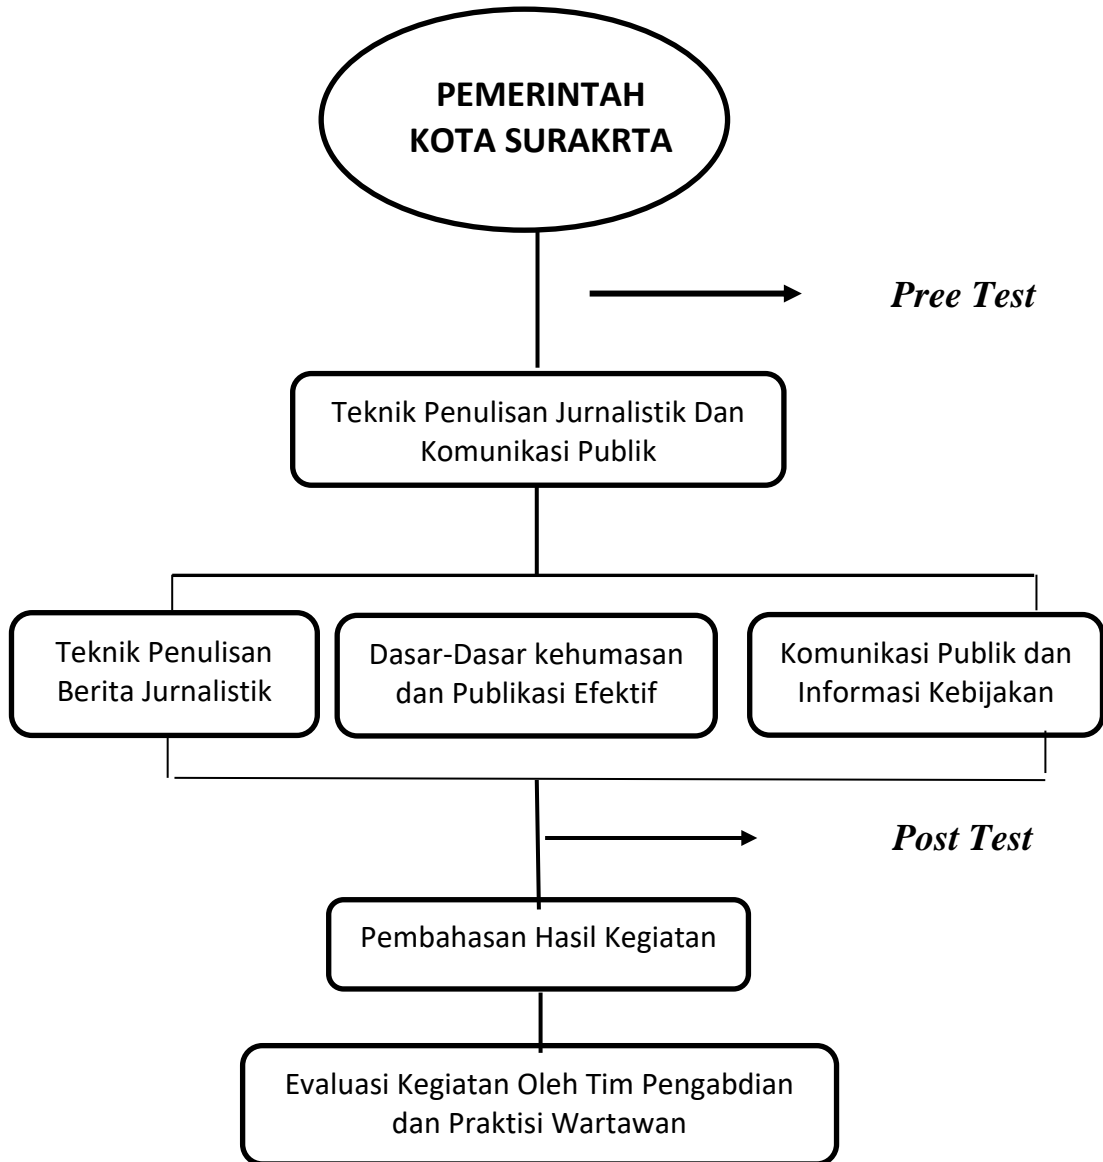 PEMERINTAH
KOTA SURAKRTA
Pree Test
Teknik Penulisan Jurnalistik Dan
Komunikasi Publik
Teknik Penulisan
Berita Jurnalistik
Dasar-Dasar kehumasan
dan Publikasi Efektif
Komunikasi Publik dan
Informasi Kebijakan
Post Test
Pembahasan Hasil Kegiatan
Evaluasi Kegiatan Oleh Tim Pengabdian
dan Praktisi Wartawan